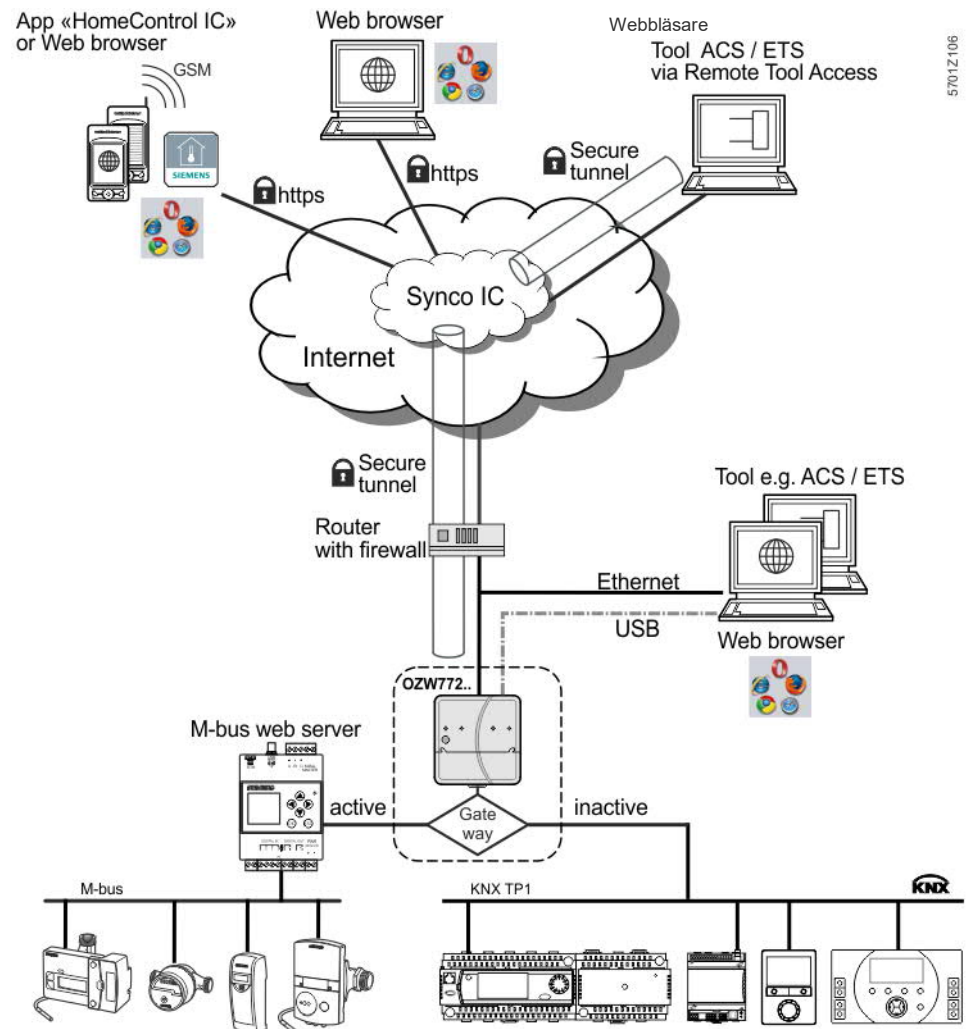 App «HomeControl IC»
or Web browser
GSM
SIEMENS
https
Web browser
https
Webbläsare
Tool ACS / ETS
via Remote Tool Access
5701Z106
Secure
tunnel
Synco IC
Internet
Secure
tunnel
Router
with firewall
Tool e.g. ACS / ETS
Ethernet
USB
Web browser
OZW772..
M-bus web server
active
Gate
way
inactive
M-bus
KNX TP1
KNX